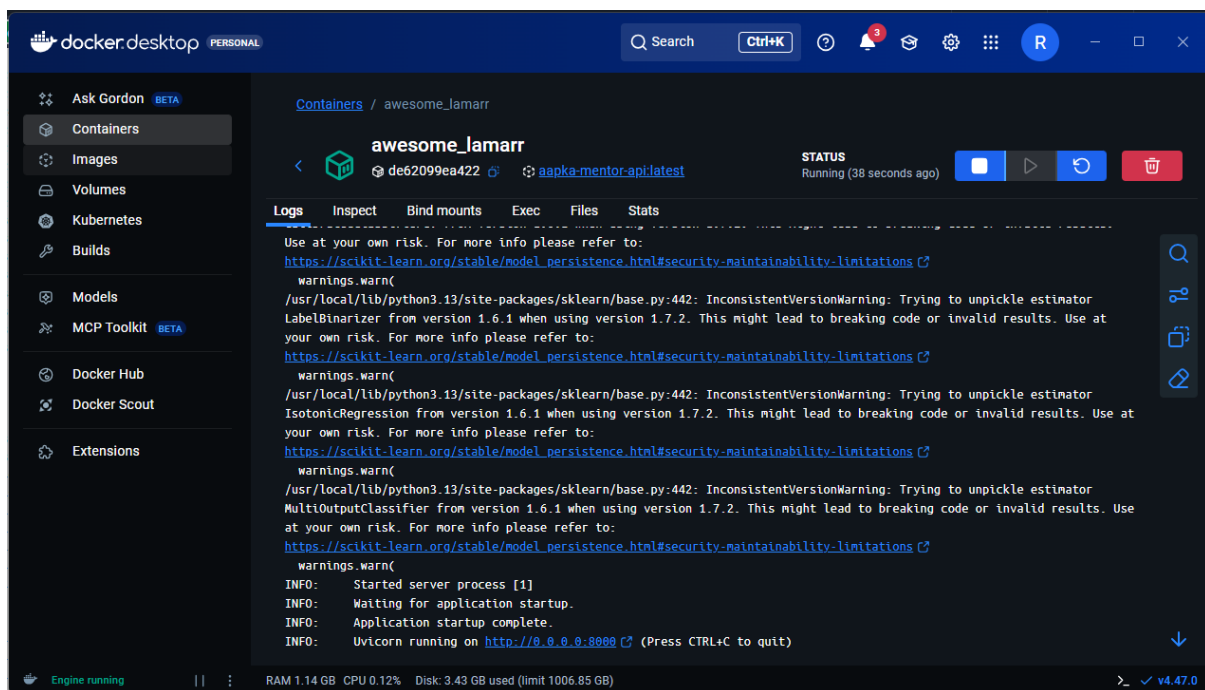 docker.desktop PERSONAL
Search Ctrl+K
3
R
Ask Gordon BETA
Containers
Images
Volumes
Kubernetes
Builds
Models
MCP Toolkit BETA
Docker Hub
Docker Scout
Extensions
Containers / awesome_lamarr
awesome_lamarr
de62099ea422 aapka-mentor-api:latest
STATUS
Running (38 seconds ago)
Logs Inspect Bind mounts Exec Files Stats
Use at your own risk. For more info please refer to:
https://scikit-learn.org/stable/model_persistence.html#security-maintainability-limitations
warnings.warn(
/usr/local/lib/python3.13/site-packages/sklearn/base.py:442: InconsistentVersionWarning: Trying to unpickle estimator
LabelBinarizer from version 1.6.1 when using version 1.7.2. This might lead to breaking code or invalid results. Use at
your own risk. For more info please refer to:
https://scikit-learn.org/stable/model_persistence.html#security-maintainability-limitations
warnings.warn(
/usr/local/lib/python3.13/site-packages/sklearn/base.py:442: InconsistentVersionWarning: Trying to unpickle estimator
IsotonicRegression from version 1.6.1 when using version 1.7.2. This might lead to breaking code or invalid results. Use at
your own risk. For more info please refer to:
https://scikit-learn.org/stable/model_persistence.html#security-maintainability-limitations
warnings.warn(
/usr/local/lib/python3.13/site-packages/sklearn/base.py:442: InconsistentVersionWarning: Trying to unpickle estimator
MultiOutputClassifier from version 1.6.1 when using version 1.7.2. This might lead to breaking code or invalid results. Use
at your own risk. For more info please refer to:
https://scikit-learn.org/stable/model_persistence.html#security-maintainability-limitations
warnings.warn(
INFO: Started server process [1]
INFO: Waiting for application startup.
INFO: Application startup complete.
INFO: Uvicorn running on http://0.0.0.0:8000 (Press CTRL+C to quit)
Engine running RAM 1.14 GB CPU 0.12% Disk: 3.43 GB used (limit 1006.85 GB) v4.47.0